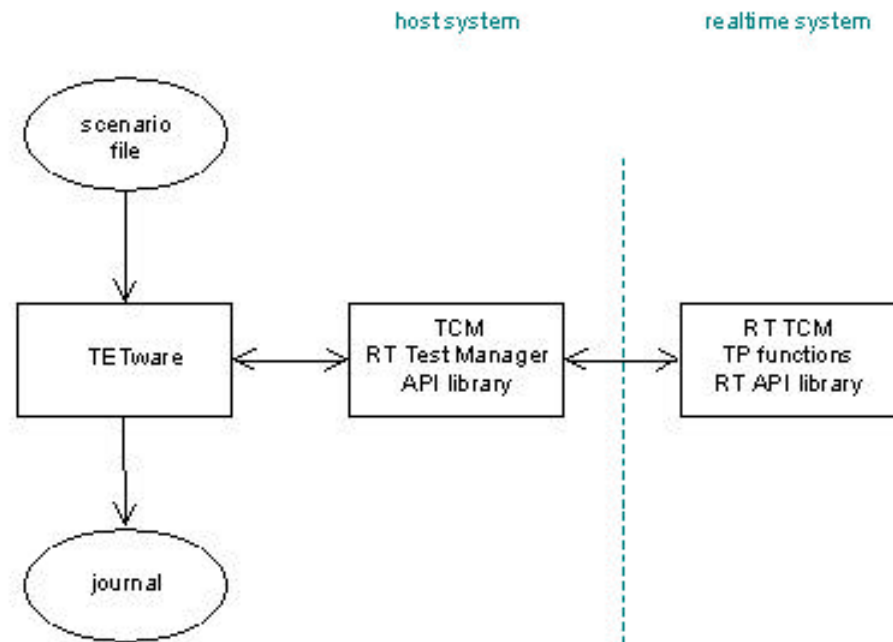 host system
realtime system
scenario
file
TETware
TCM
RT Test Manager
API library
RT TCM
TP functions
RT API library
journal